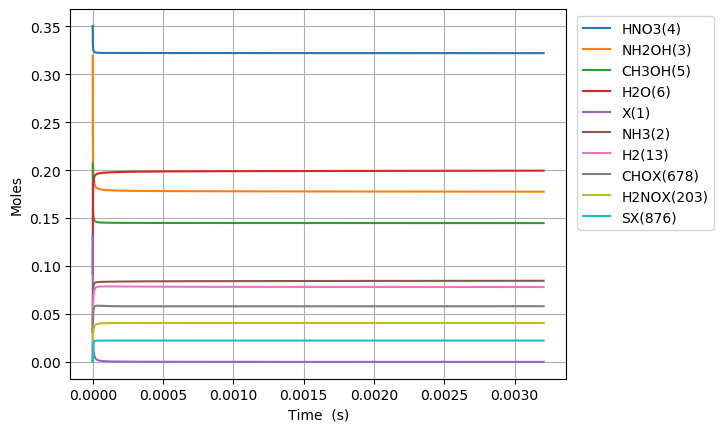 0.35
0.30
0.25
0.20
0.15
0.10
0.05
0.00
Moles
0.0000 0.0005 0.0010 0.0015 0.0020 0.0025 0.0030
Time  (s)
HNO3(4)
NH2OH(3)
CH3OH(5)
H2O(6)
X(1)
NH3(2)
H2(13)
CHOX(678)
H2NOX(203)
SX(876)